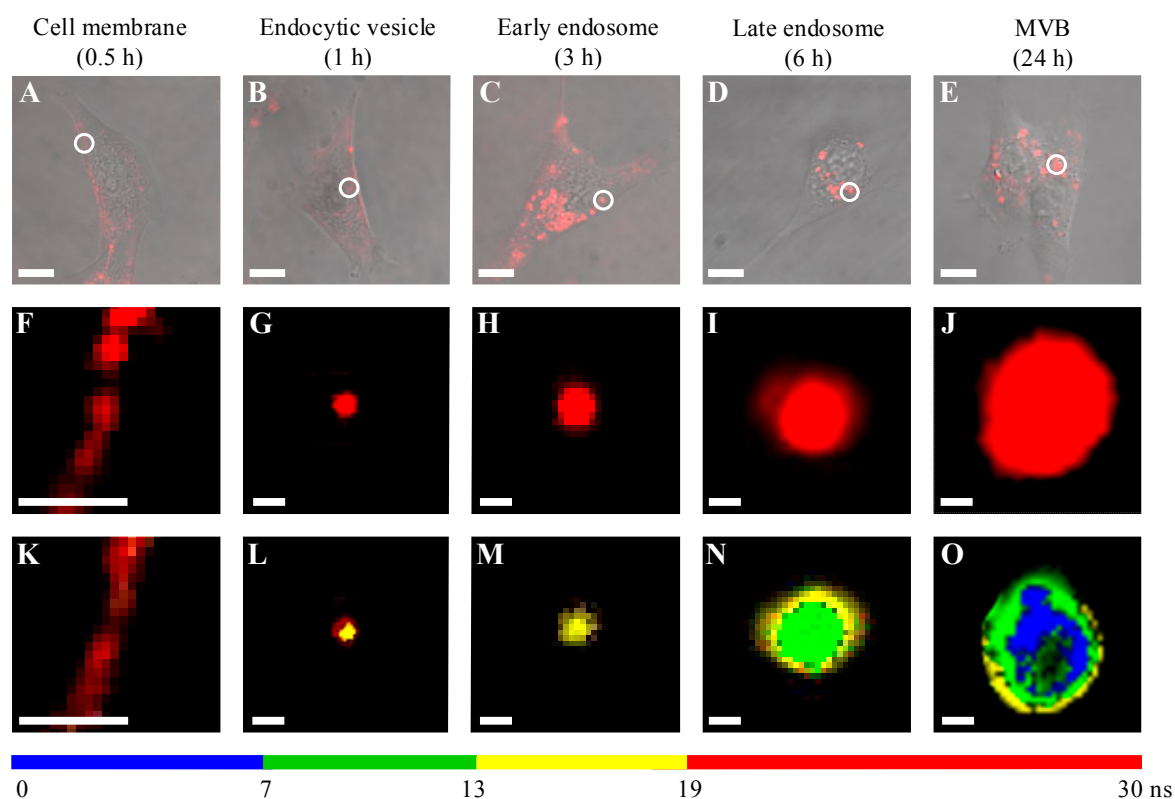 Cell membrane Endocytic vesicle Early endosome Late endosome MVB
(0.5 h) (1 h) (3 h) (6 h) (24 h)
A B C D E
F G H I J
K L M N O
0 7 13 19 30 ns